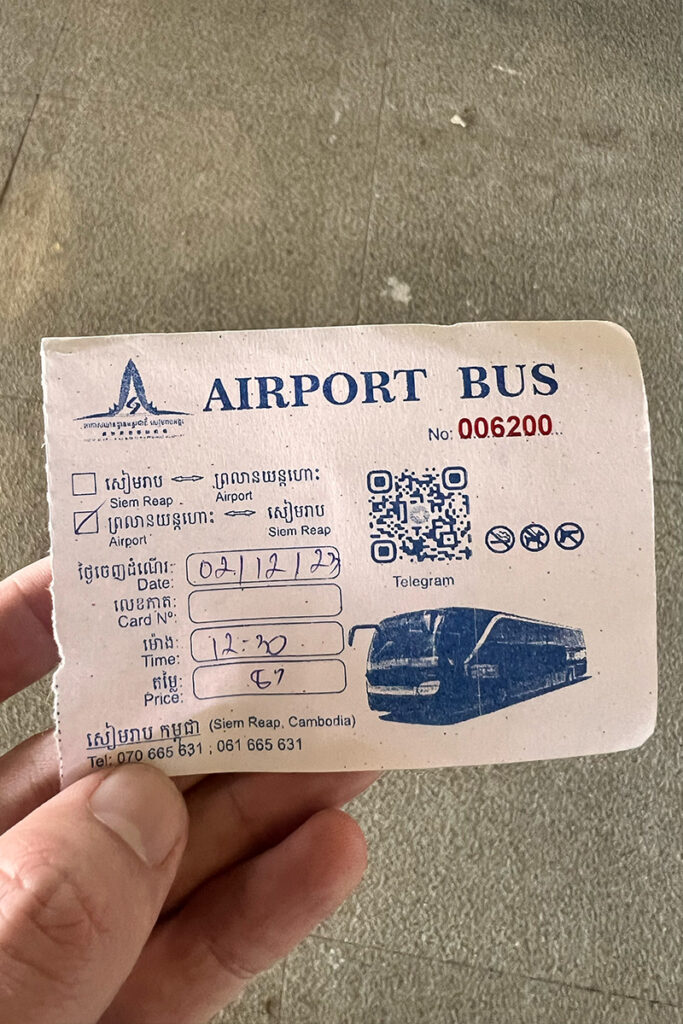 AIRPORT BUS
No: 006200
សៀមរាប ព្រលានយន្តហោះ
Siem Reap Airport
ព្រលានយន្តហោះ សៀមរាប
Airport Siem Reap
ថ្ងៃចេញដំណើរ:
Date: 02/12/23
លេខកាត:
Card Nº:
ម៉ោង:
Time: 12-30
តម្លៃ:
Price:
Telegram
សៀមរាប កម្ពុជា (Siem Reap, Cambodia)
Tel: 070 665 631 , 061 665 631